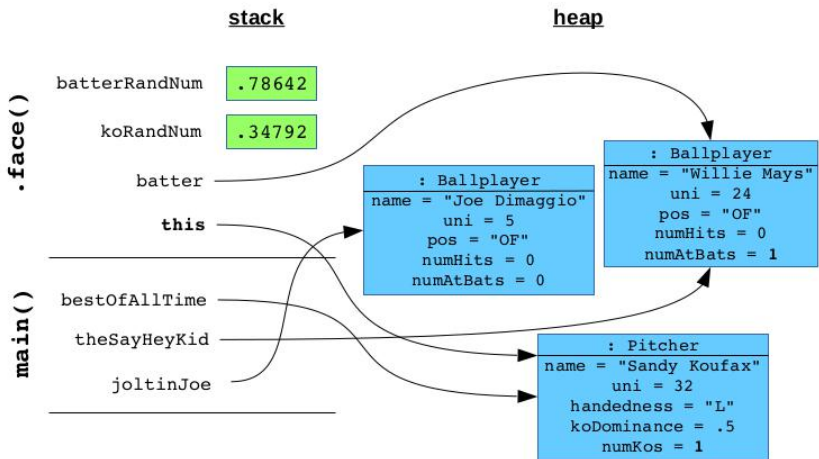 stack
heap
.face()
batterRandNum
.78642
koRandNum
.34792
batter
this
main()
bestOfAllTime
theSayHeyKid
joltinJoe
: Ballplayer
name = "Joe Dimaggio"
uni = 5
pos = "OF"
numHits = 0
numAtBats = 0
: Ballplayer
name = "Willie Mays"
uni = 24
pos = "OF"
numHits = 0
numAtBats = 1
: Pitcher
name = "Sandy Koufax"
uni = 32
handedness = "L"
koDominance = .5
numKos = 1